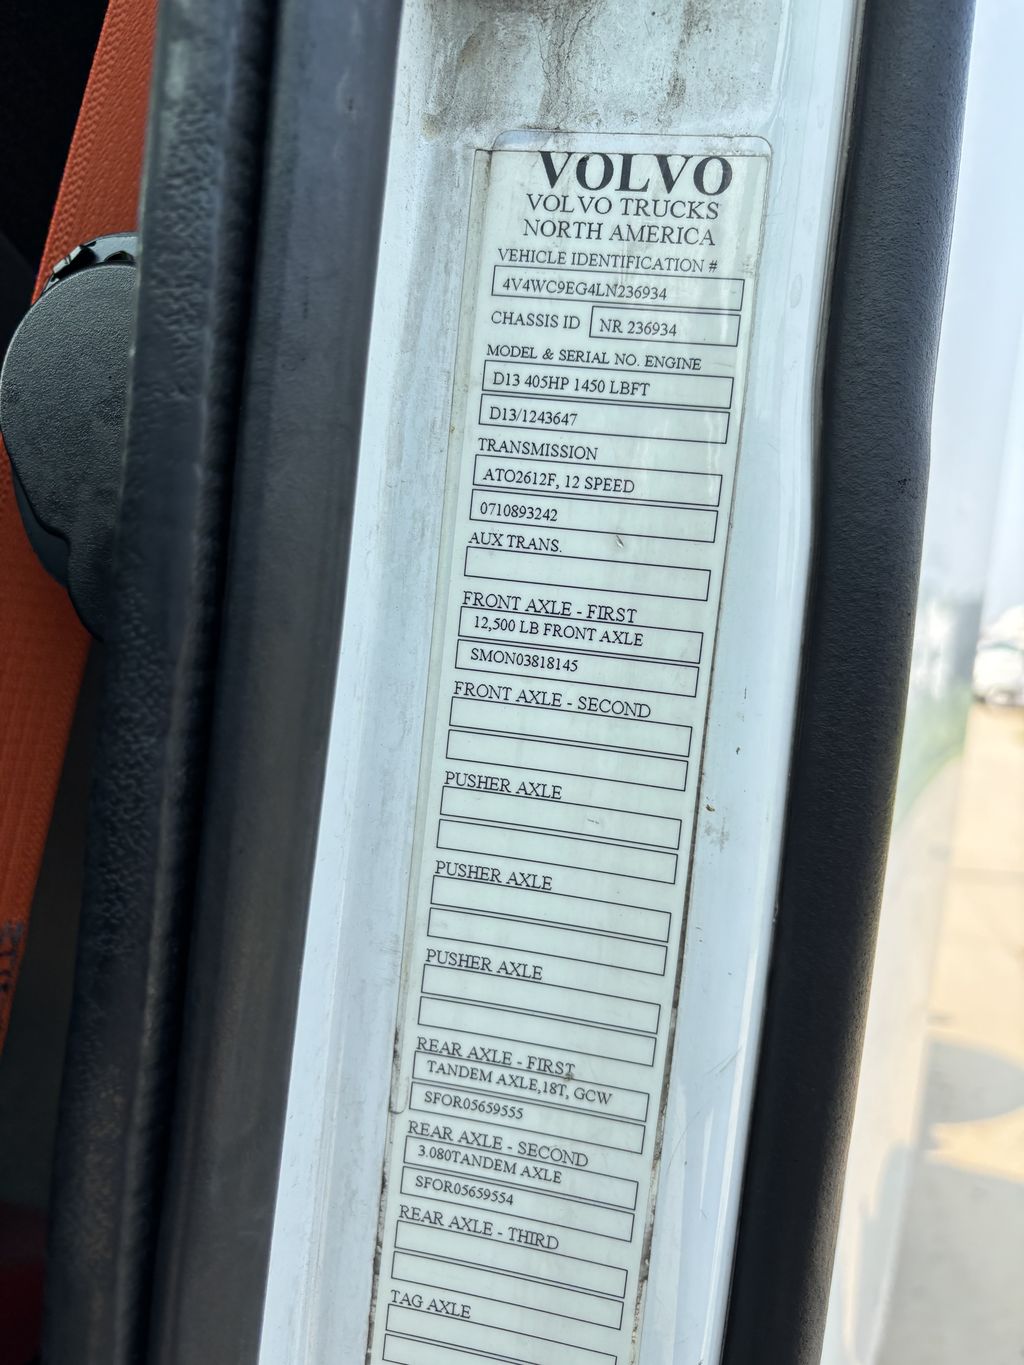 VOLVO
VOLVO TRUCKS
NORTH AMERICA
VEHICLE IDENTIFICATION #
4V4WC9EG4LN236934
CHASSIS ID NR 236934
MODEL & SERIAL NO. ENGINE
D13 405HP 1450 LBFT
D13/1243647
TRANSMISSION
ATO2612F, 12 SPEED
0710893242
AUX TRANS.
FRONT AXLE - FIRST
12,500 LB FRONT AXLE
SMON03818145
FRONT AXLE - SECOND
PUSHER AXLE
PUSHER AXLE
PUSHER AXLE
REAR AXLE - FIRST
TANDEM AXLE,18T, GCW
SFOR05659555
REAR AXLE - SECOND
3.080TANDEM AXLE
SFOR05659554
REAR AXLE - THIRD
TAG AXLE